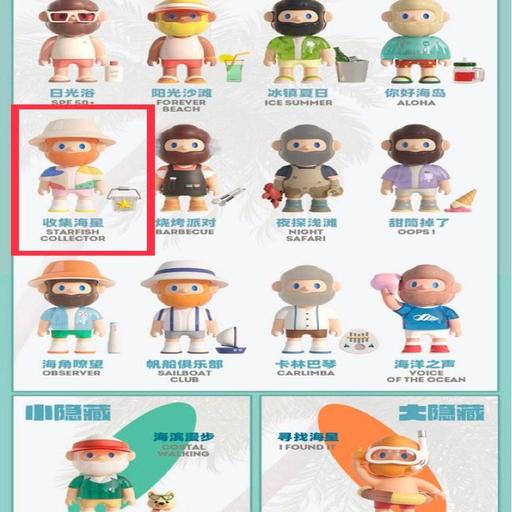 日光浴
SPF 50+
阳光沙滩
FOREVER
BEACH
冰镇夏日
ICE SUMMER
你好海岛
ALOHA
收集海星
STARFISH
COLLECTOR
烧烤派对
BARBECUE
夜探浅滩
NIGHT
SAFARI
甜筒掉了
OOPS !
海角嘹望
OBSERVER
帆船俱乐部
SAILBOAT
CLUB
卡林巴琴
CARLIMBA
海洋之声
VOICE
OF THE OCEAN
小隐藏
海滨漫步
COSTAL
WALKING
大隐藏
寻找海星
I FOUND IT